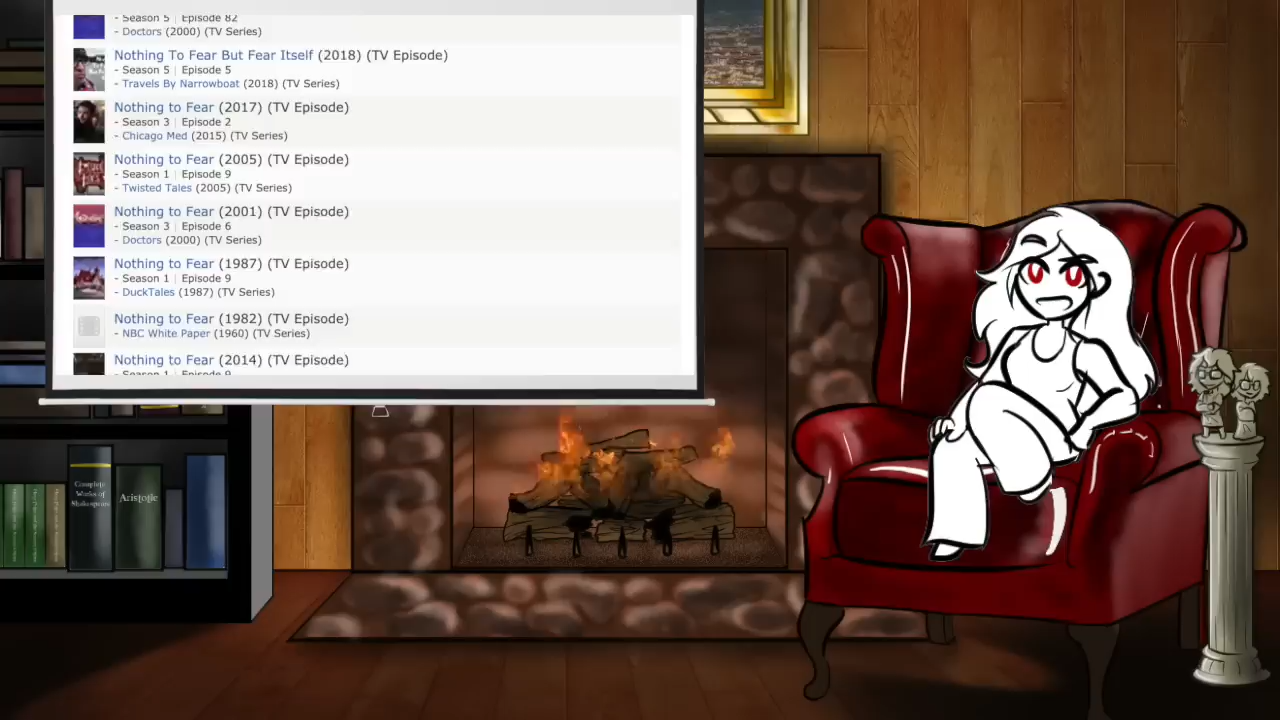 - Season 5 | Episode 82
- Doctors (2000) (TV Series)
Nothing To Fear But Fear Itself (2018) (TV Episode)
- Season 5 | Episode 5
- Travels By Narrowboat (2018) (TV Series)
Nothing to Fear (2017) (TV Episode)
- Season 3 | Episode 2
- Chicago Med (2015) (TV Series)
Nothing to Fear (2005) (TV Episode)
- Season 1 | Episode 9
- Twisted Tales (2005) (TV Series)
Nothing to Fear (2001) (TV Episode)
- Season 3 | Episode 6
- Doctors (2000) (TV Series)
Nothing to Fear (1987) (TV Episode)
- Season 1 | Episode 9
- DuckTales (1987) (TV Series)
Nothing to Fear (1982) (TV Episode)
- NBC White Paper (1960) (TV Series)
Nothing to Fear (2014) (TV Episode)
- Season 1 | Episode 9
Complete
Works of
Shakespeare
Aristotle